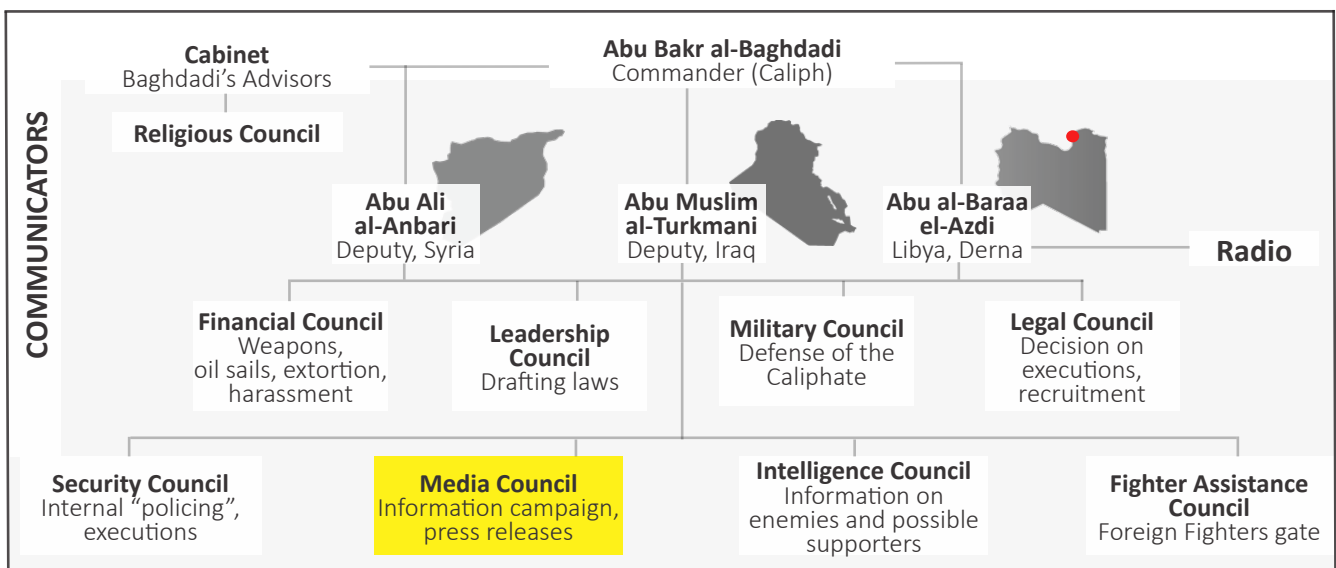 Cabinet
Baghdadi’s Advisors
Abu Bakr al-Baghdadi
Commander (Caliph)
Religious Council
COMMUNICATORS
Abu Ali
al-Anbari
Deputy, Syria
Abu Muslim
al-Turkmani
Deputy, Iraq
Abu al-Baraa
el-Azdi
Libya, Derna
Radio
Financial Council
Weapons,
oil sails, extortion,
harassment
Leadership
Council
Drafting laws
Military Council
Defense of the
Caliphate
Legal Council
Decision on
executions,
recruitment
Security Council
Internal “policing”,
executions
Media Council
Information campaign,
press releases
Intelligence Council
Information on
enemies and possible
supporters
Fighter Assistance
Council
Foreign Fighters gate